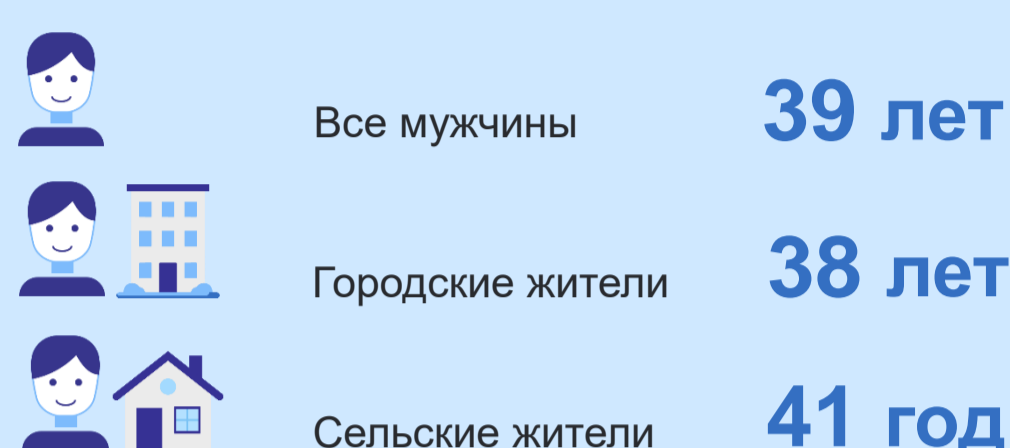 Все мужчины 39 лет
Городские жители 38 лет
Сельские жители 41 год